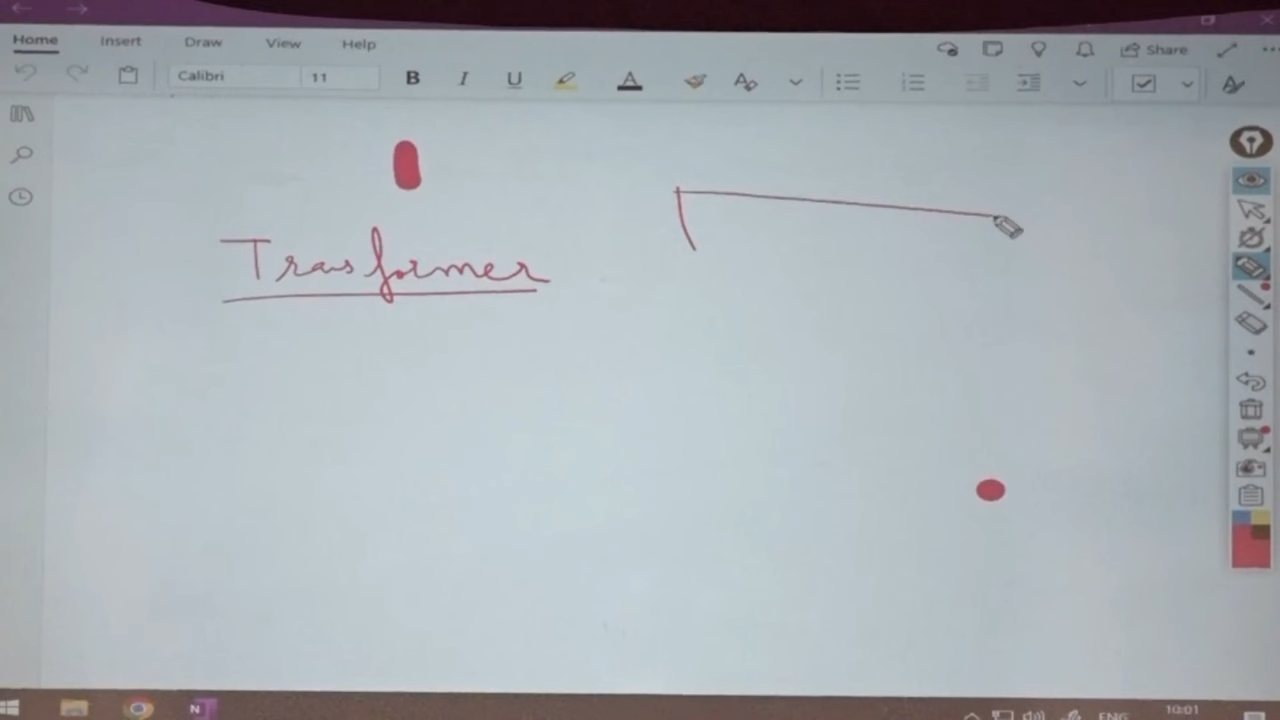 Home Insert Draw View Help Share
Calibri 11 B I U A A
Trasformer
N ENG 10:01